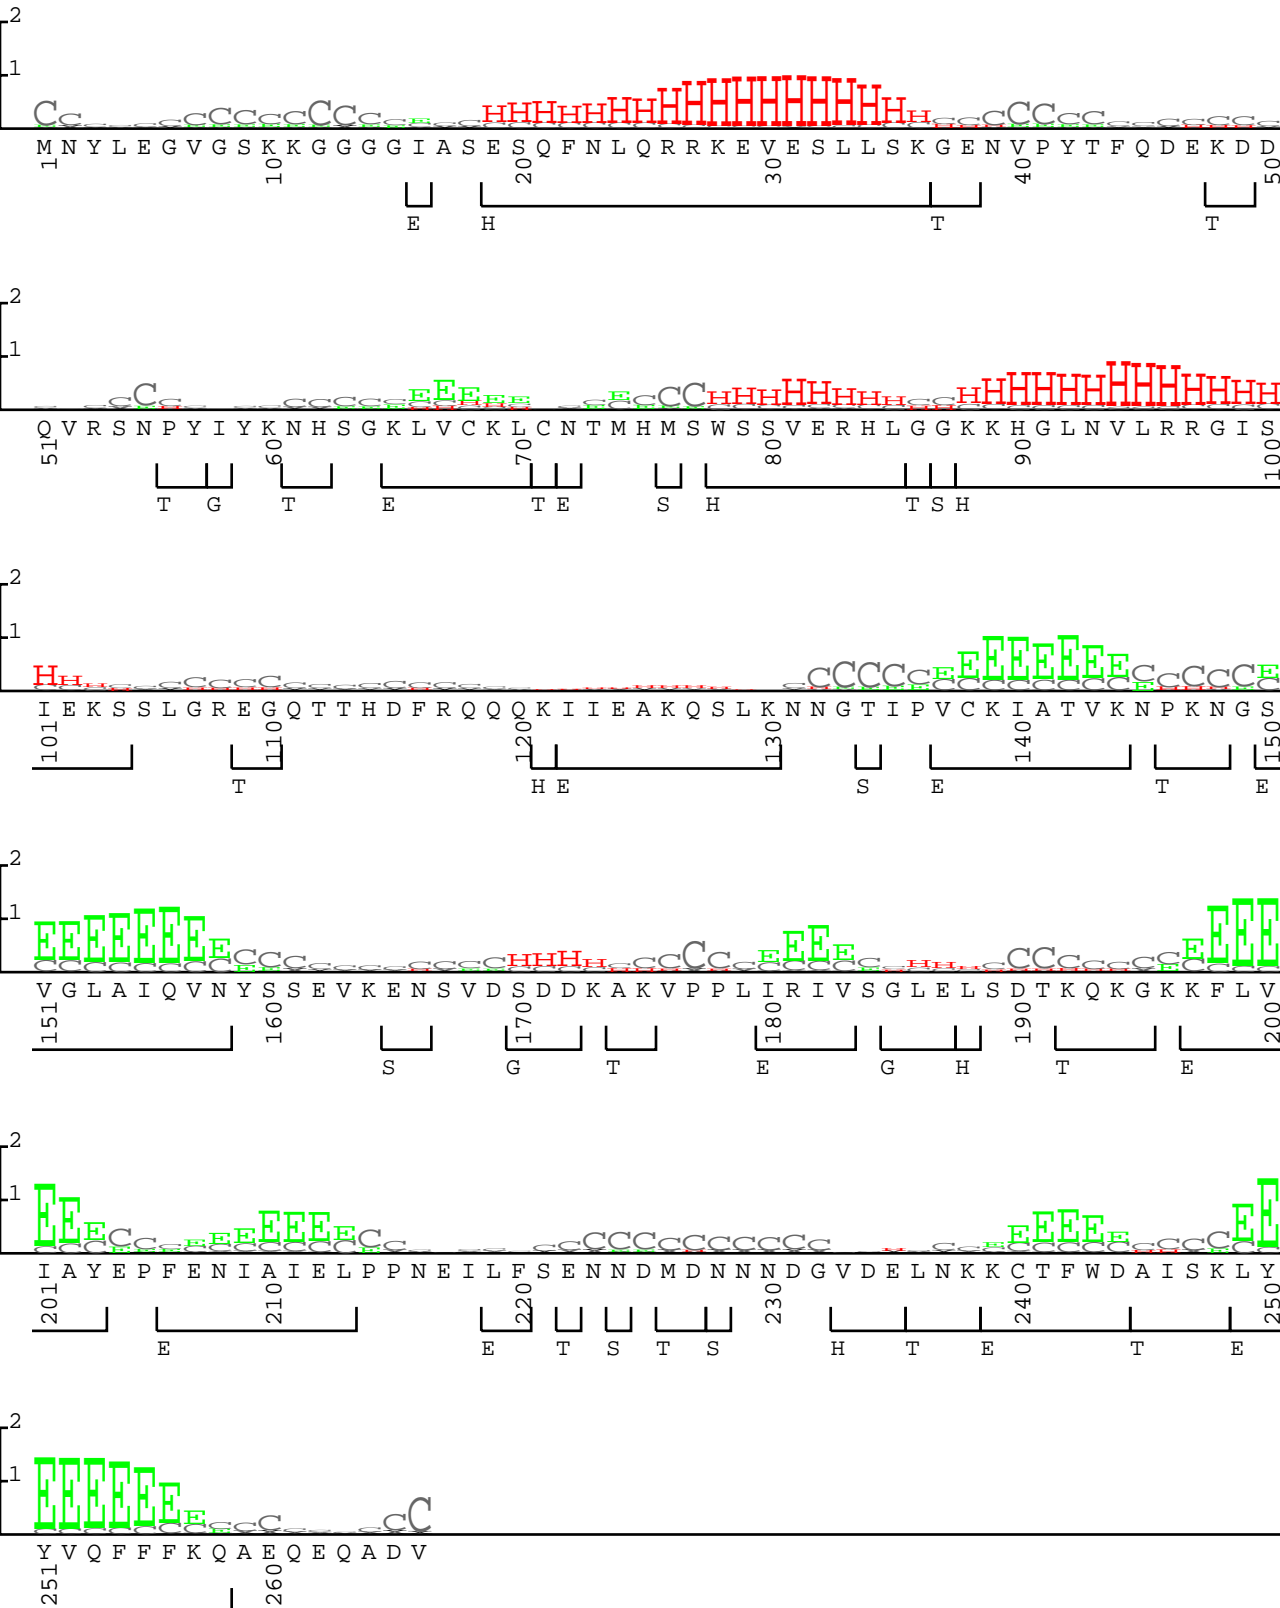 2
1
C C C C C C C C C C C C C C E C C H H H H H H H H H H H H H H H H H H C C C C C C C C C C C C C C
M N Y L E G V G S K K G G G G I A S E S Q F N L Q R R K E V E S L L S K G E N V P Y T F Q D E K D D
1 10 20 30 40 50
E H T T
2
1
C C C C C C C E E E E E C E C C C H H H H H H H H C C H H H H H H H H H H H H H
Q V R S N P Y I Y K N H S G K L V C K L C N T M H M S W S S V E R H L G G K K H G L N V L R R G I S
51 60 70 80 90 100
T G T E T E S H T S H
2
1
H H H C C C C C C C C C C C C C C C C C E E E E E E E E C C C C C E
I E K S S L G R E G Q T T H D F R Q Q Q K I I E A K Q S L K N N G T I P V C K I A T V K N P K N G S
101 110 120 130 140 150
T H E S E T E
2
1
E E E E E E E E C C C C C C C C C H H H H C C C C C C E E E E C C H H H C C C C C C C C E E E E
V G L A I Q V N Y S S E V K E N S V D S D D K A K V P P L I R I V S G L E L S D T K Q K G K K F L V
151 160 170 180 190 200
S G T E G H T E
2
1
E E E C C C E E E E E E E C C C C C C C C C C C C C C H C C E E E E E E C C C C E E
I A Y E P F E N I A I E L P P N E I L F S E N N D M D N N N D G V D E L N K K C T F W D A I S K L Y
201 210 220 230 240 250
E E T S T S H T E T E
2
1
E E E E E E E C C C C C C C
Y V Q F F F K Q A E Q E Q A D V
251 260